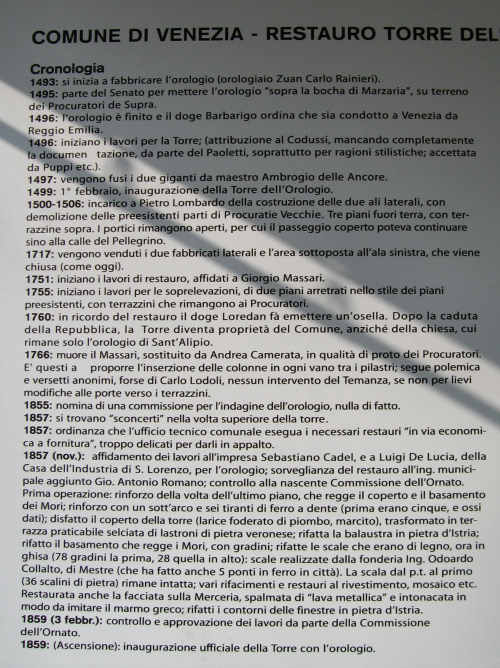 COMUNE DI VENEZIA - RESTAURO TORRE DEL
Cronologia
1493: si inizia a fabbricare l'orologio (orologiaio Zuan Carlo Rainieri).
1495: parte del Senato per mettere l'orologio "sopra la bocha di Marzaria", su terreno
dei Procuratori de Supra.
1496: l'orologio è finito e il doge Barbarigo ordina che sia condotto a Venezia da
Reggio Emilia.
1496: iniziano i lavori per la Torre; (attribuzione al Codussi, mancando completamente
la documen tazione, da parte del Paoletti, soprattutto per ragioni stilistiche; accettata
da Puppi etc.).
1497: vengono fusi i due giganti da maestro Ambrogio delle Ancore.
1499: 1° febbraio, inaugurazione della Torre dell'Orologio.
1500-1506: incarico a Pietro Lombardo della costruzione delle due ali laterali, con
demolizione delle preesistenti parti di Procuratie Vecchie. Tre piani fuori terra, con ter-
razzine sopra. I portici rimangono aperti, per cui il passeggio coperto poteva continuare
sino alla calle del Pellegrino.
1717: vengono venduti i due fabbricati laterali e l'area sottoposta all'ala sinistra, che viene
chiusa (come oggi).
1751: iniziano i lavori di restauro, affidati a Giorgio Massari.
1755: iniziano i lavori per le soprelevazioni, di due piani arretrati nello stile dei piani
preesistenti, con terrazzini che rimangono ai Procuratori.
1760: in ricordo del restauro il doge Loredan fà emettere un'osella. Dopo la caduta
della Repubblica, la Torre diventa proprietà del Comune, anziché della chiesa, cui
rimane solo l'orologio di Sant'Alipio.
1766: muore il Massari, sostituito da Andrea Camerata, in qualità di proto dei Procuratori.
E' questi a proporre l'inserzione delle colonne in ogni vano tra i pilastri; segue polemica
e versetti anonimi, forse di Carlo Lodoli, nessun intervento del Temanza, se non per lievi
modifiche alle porte verso i terrazzini.
1855: nomina di una commissione per l'indagine dell'orologio, nulla di fatto.
1857: si trovano "sconcerti" nella volta superiore della torre.
1857: ordinanza che l'ufficio tecnico comunale esegua i necessari restauri "in via economi-
ca a fornitura", troppo delicati per darli in appalto.
1857 (nov.): affidamento dei lavori all'impresa Sebastiano Cadel, e a Luigi De Lucia, della
Casa dell'Industria di S. Lorenzo, per l'orologio; sorveglianza del restauro all'ing. munici-
pale aggiunto Gio. Antonio Romano; controllo alla nascente Commissione dell'Ornato.
Prima operazione: rinforzo della volta dell'ultimo piano, che regge il coperto e il basamento
dei Mori; rinforzo con un sott'arco e sei tiranti di ferro a dente (prima erano cinque, e ossi
dati); disfatto il coperto della torre (larice foderato di piombo, marcito), trasformato in ter-
razza praticabile selciata di lastroni di pietra veronese; rifatta la balaustra in pietra d'Istria;
rifatto il basamento che regge i Mori, con gradini; rifatte le scale che erano di legno, ora in
ghisa (78 gradini la prima, 28 quella in alto): scale realizzate dalla fonderia Ing. Odoardo
Collalto, di Mestre (che ha fatto anche 5 ponti in ferro in città). La scala dal p.t. al primo
(36 scalini di pietra) rimane intatta; vari rifacimenti e restauri al rivestimento, mosaico etc.
Restaurata anche la facciata sulla Merceria, spalmata di "lava metallica" e intonacata in
modo da imitare il marmo greco; rifatti i contorni delle finestre in pietra d'Istria.
1859 (3 febbr.): controllo e approvazione dei lavori da parte della Commissione
dell'Ornato.
1859: (Ascensione): inaugurazione ufficiale della Torre con l'orologio.